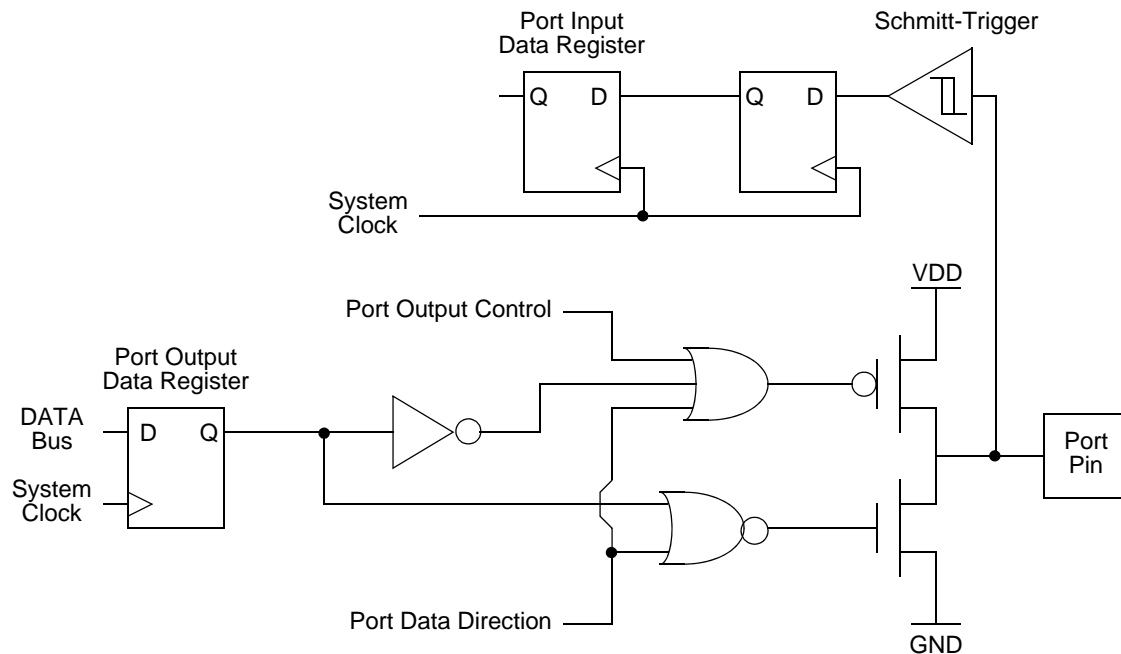 Port Input
Data Register
Schmitt-Trigger
Q D
Q D
System
Clock
VDD
Port Output Control
Port Output
Data Register
DATA
Bus
D Q
System
Clock
Port
Pin
Port Data Direction
GND